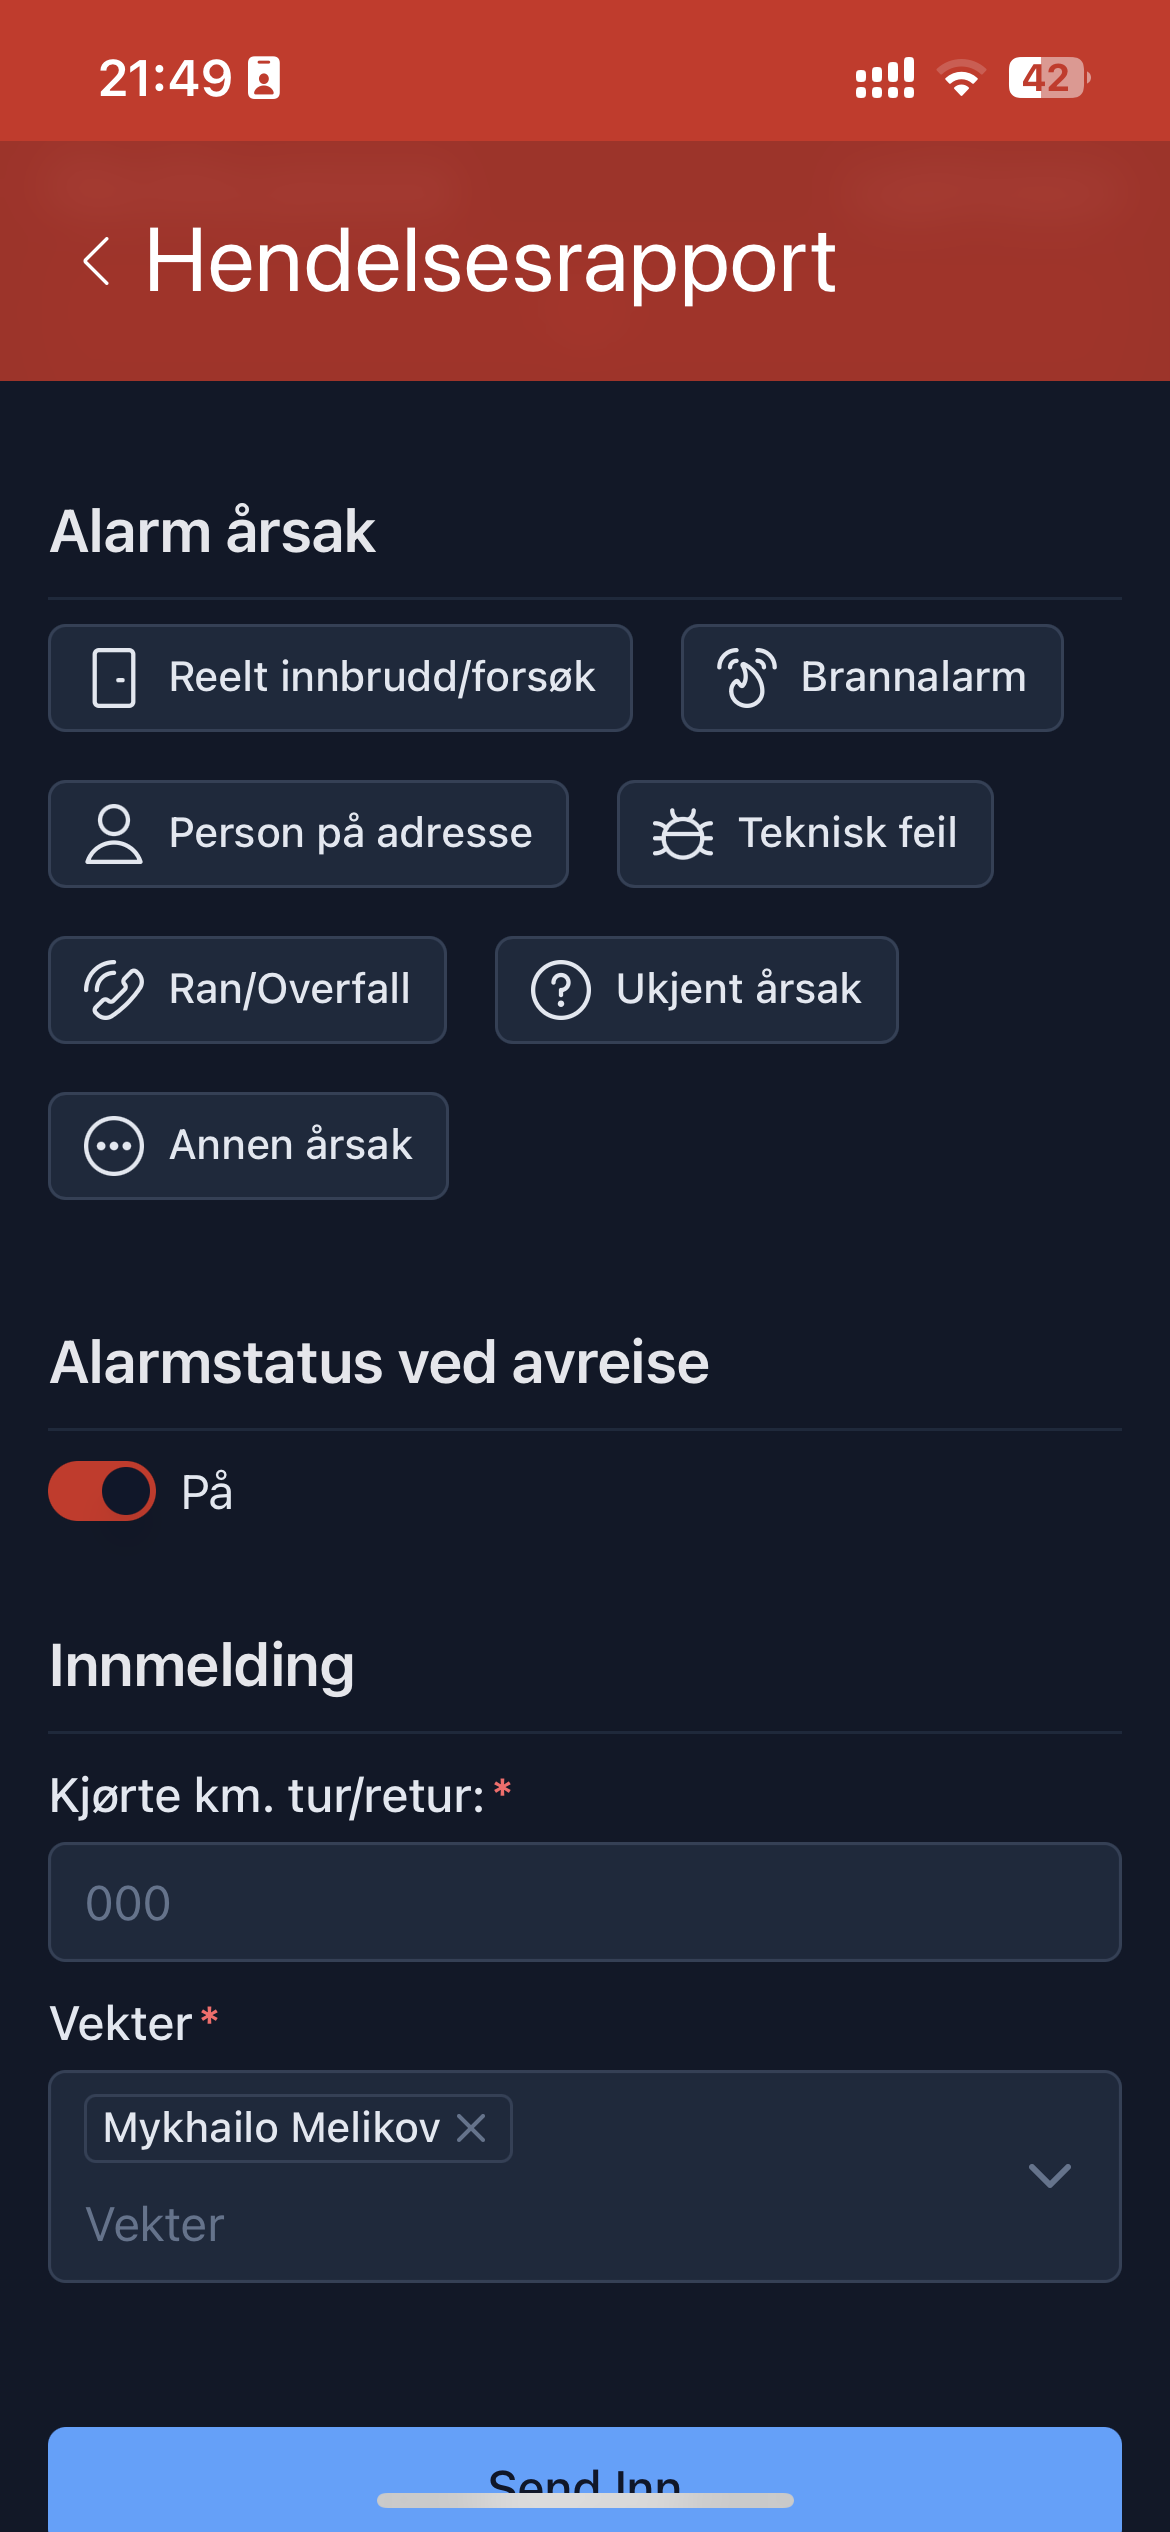 21:49
42
Hendelsesrapport
Alarm årsak
Reelt innbrudd/forsøk
Brannalarm
Person på adresse
Teknisk feil
Ran/Overfall
Ukjent årsak
Annen årsak
Alarmstatus ved avreise
På
Innmelding
Kjørte km. tur/retur:*
000
Vekter*
Mykhailo Melikov
Vekter
Send Inn